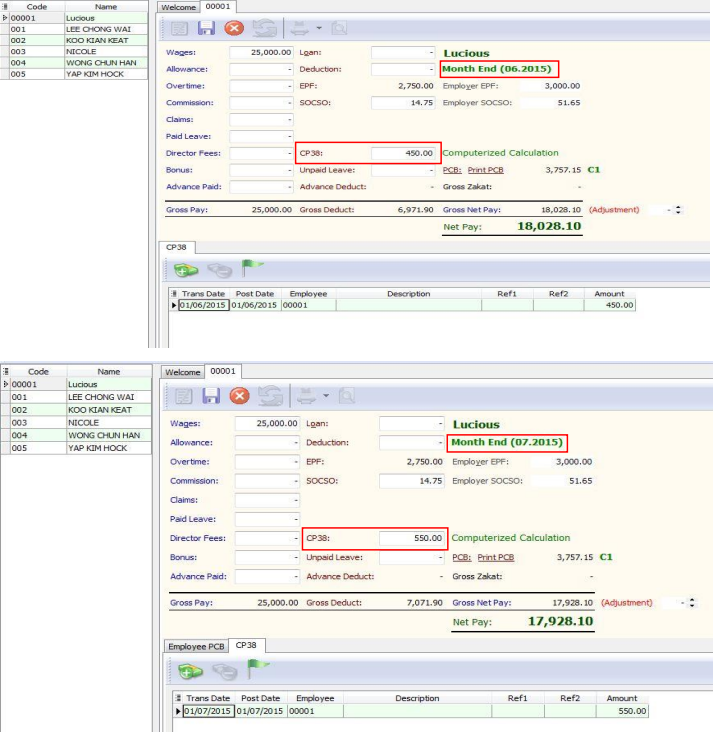 Code Name Welcome 00001
00001 Lucious
001 LEE CHONG WAI
002 KOO KIAN KEAT
003 NICOLE
004 WONG CHUN HAN
005 YAP KIM HOCK
Wages: 25,000.00 Loan: - Lucious
Allowance: - Deduction: - Month End (06.2015)
Overtime: - EPF: 2,750.00 Employer EPF: 3,000.00
Commission: - SOCSO: 14.75 Employer SOCSO: 51.65
Claims: -
Paid Leave: -
Director Fees: - CP38: 450.00 Computerized Calculation
Bonus: - Unpaid Leave: - PCB: Print PCB 3,757.15 C1
Advance Paid: - Advance Deduct: - Gross Zakat: -
Gross Pay: 25,000.00 Gross Deduct: 6,971.90 Gross Net Pay: 18,028.10 (Adjustment) -
Net Pay: 18,028.10
CP38
Trans Date Post Date Employee Description Ref1 Ref2 Amount
01/06/2015 01/06/2015 00001 450.00
Code Name Welcome 00001
00001 Lucious
001 LEE CHONG WAI
002 KOO KIAN KEAT
003 NICOLE
004 WONG CHUN HAN
005 YAP KIM HOCK
Wages: 25,000.00 Loan: - Lucious
Allowance: - Deduction: - Month End (07.2015)
Overtime: - EPF: 2,750.00 Employer EPF: 3,000.00
Commission: - SOCSO: 14.75 Employer SOCSO: 51.65
Claims: -
Paid Leave: -
Director Fees: - CP38: 550.00 Computerized Calculation
Bonus: - Unpaid Leave: - PCB: Print PCB 3,757.15 C1
Advance Paid: - Advance Deduct: - Gross Zakat: -
Gross Pay: 25,000.00 Gross Deduct: 7,071.90 Gross Net Pay: 17,928.10 (Adjustment) -
Net Pay: 17,928.10
Employee PCB CP38
Trans Date Post Date Employee Description Ref1 Ref2 Amount
01/07/2015 01/07/2015 00001 550.00